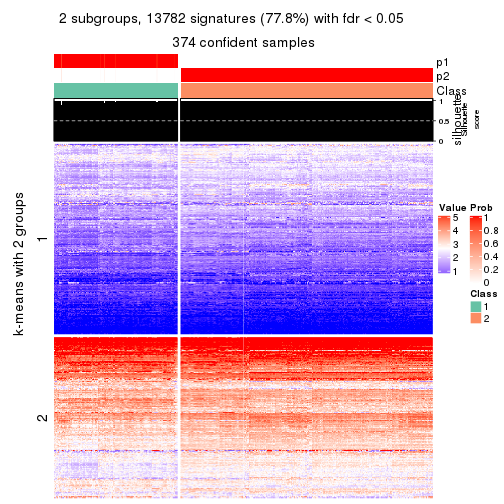 2 subgroups, 13782 signatures (77.8%) with fdr < 0.05
374 confident samples
p1
p2
Class
1
0.5
0
silhouette
Silhouette
score
k-means with 2 groups
1
2
Value
5
4
3
2
1
Prob
1
0.8
0.6
0.4
0.2
0
Class
1
2